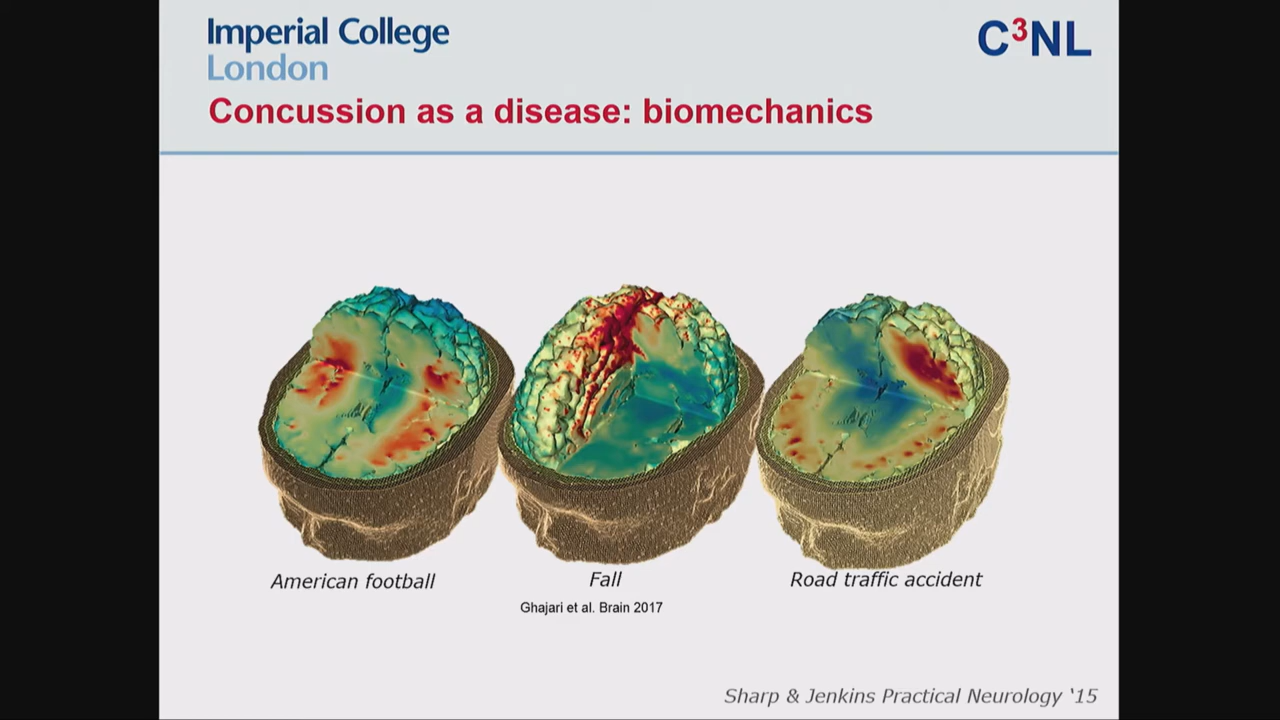 Imperial College
London
C³NL
Concussion as a disease: biomechanics
American football
Fall
Road traffic accident
Ghajari et al. Brain 2017
Sharp & Jenkins Practical Neurology ‘15